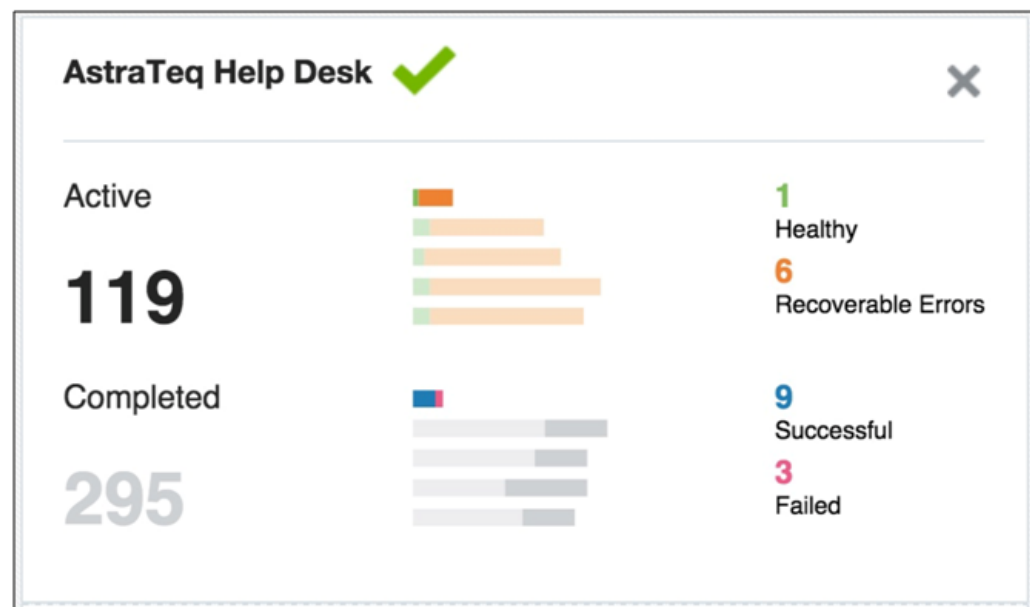 AstraTeq Help Desk
Active
119
1
Healthy
6
Recoverable Errors
Completed
295
9
Successful
3
Failed